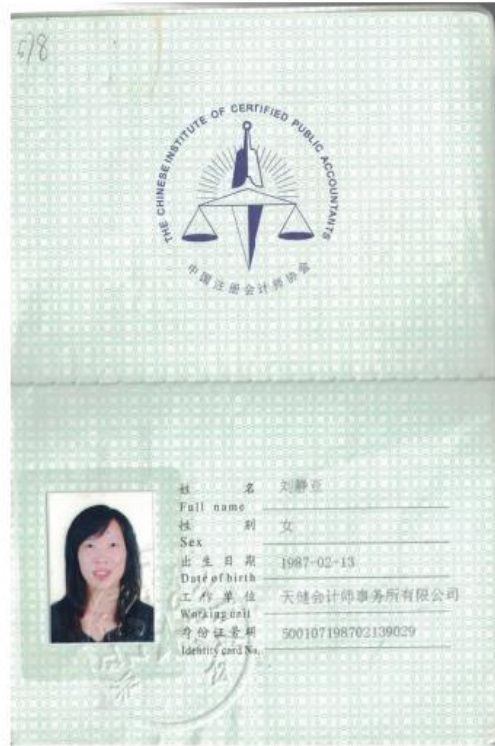 578
THE CHINESE INSTITUTE OF CERTIFIED PUBLIC ACCOUNTANTS
中国注册会计师协会
姓 名 刘静
Full name
性 别 女
Sex
出生日期 1987-02-13
Date of birth
工作单位 天健会计师事务所有限公司
Working unit
身份证号码 500107198702139029
Identity card No.